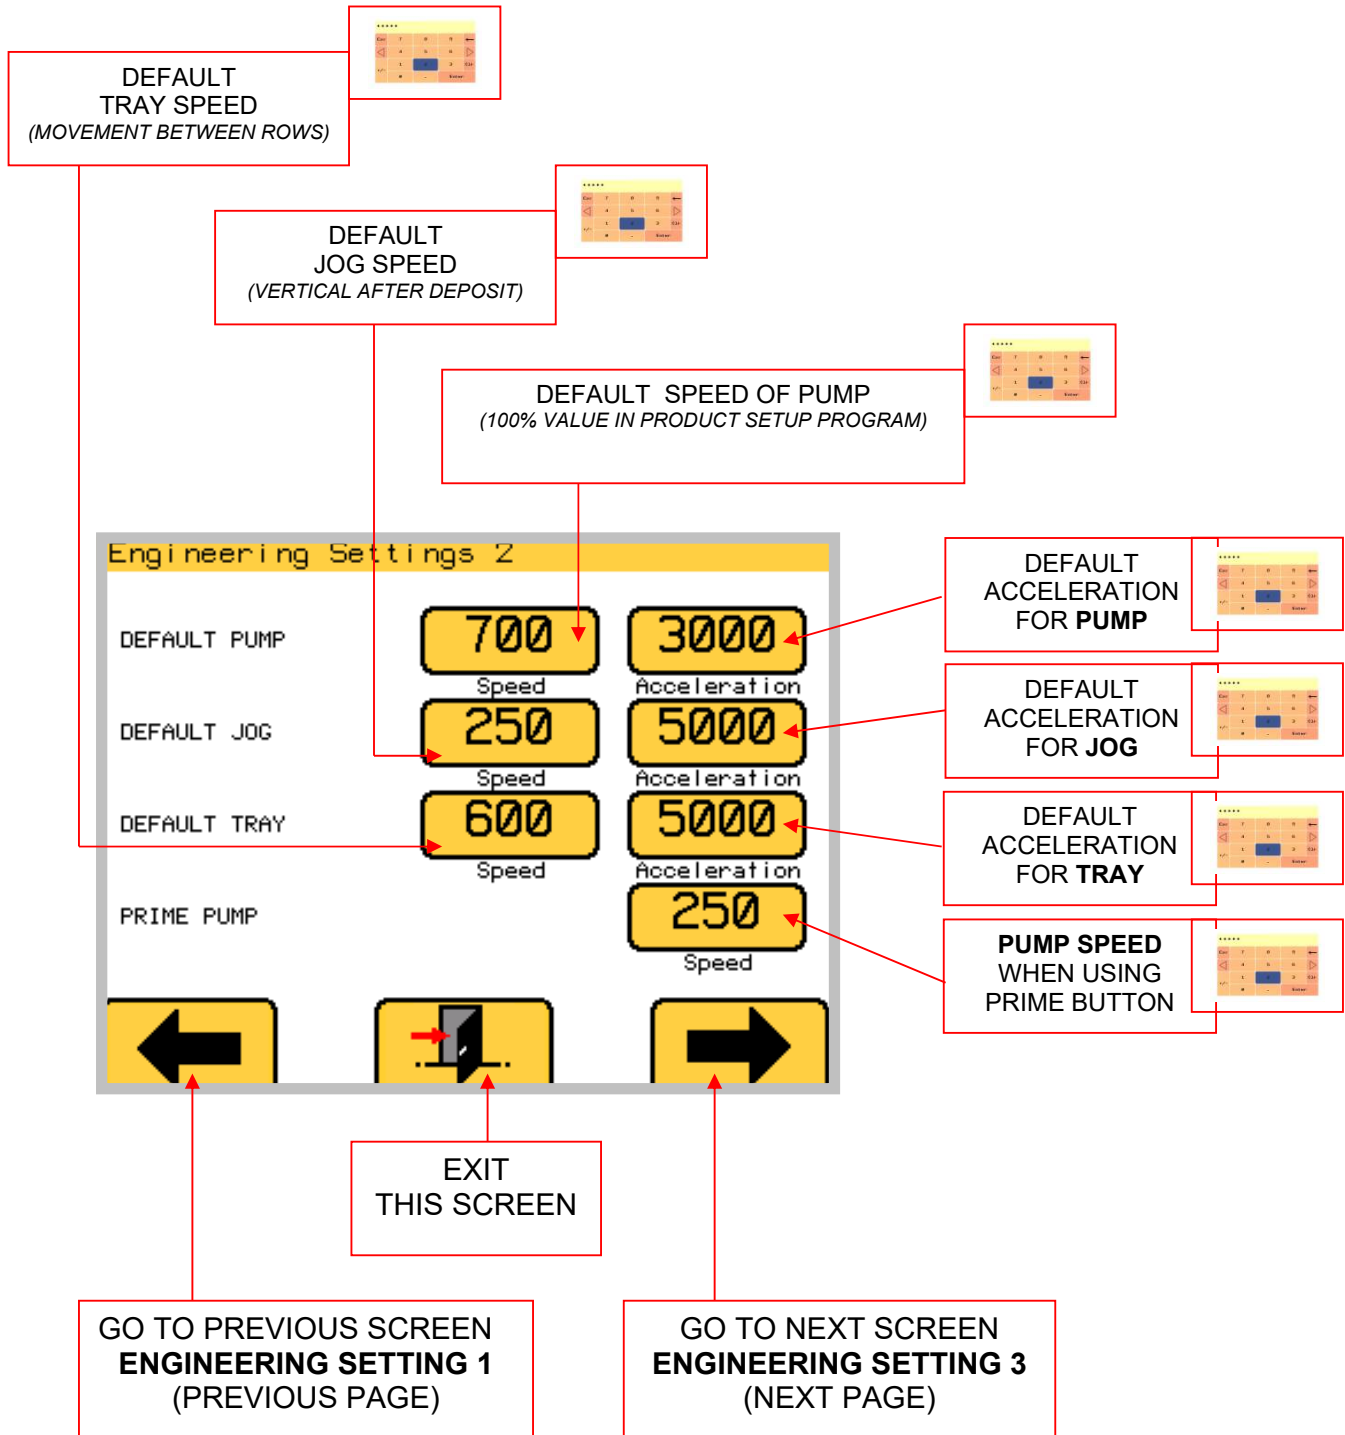 DEFAULT
TRAY SPEED
(MOVEMENT BETWEEN ROWS)
DEFAULT
JOG SPEED
(VERTICAL AFTER DEPOSIT)
DEFAULT SPEED OF PUMP
(100% VALUE IN PRODUCT SETUP PROGRAM)
Engineering Settings 2
DEFAULT PUMP
700
Speed
3000
Acceleration
DEFAULT JOG
250
Speed
5000
Acceleration
DEFAULT TRAY
600
Speed
5000
Acceleration
PRIME PUMP
250
Speed
DEFAULT
ACCELERATION
FOR PUMP
DEFAULT
ACCELERATION
FOR JOG
DEFAULT
ACCELERATION
FOR TRAY
PUMP SPEED
WHEN USING
PRIME BUTTON
EXIT
THIS SCREEN
GO TO PREVIOUS SCREEN
ENGINEERING SETTING 1
(PREVIOUS PAGE)
GO TO NEXT SCREEN
ENGINEERING SETTING 3
(NEXT PAGE)